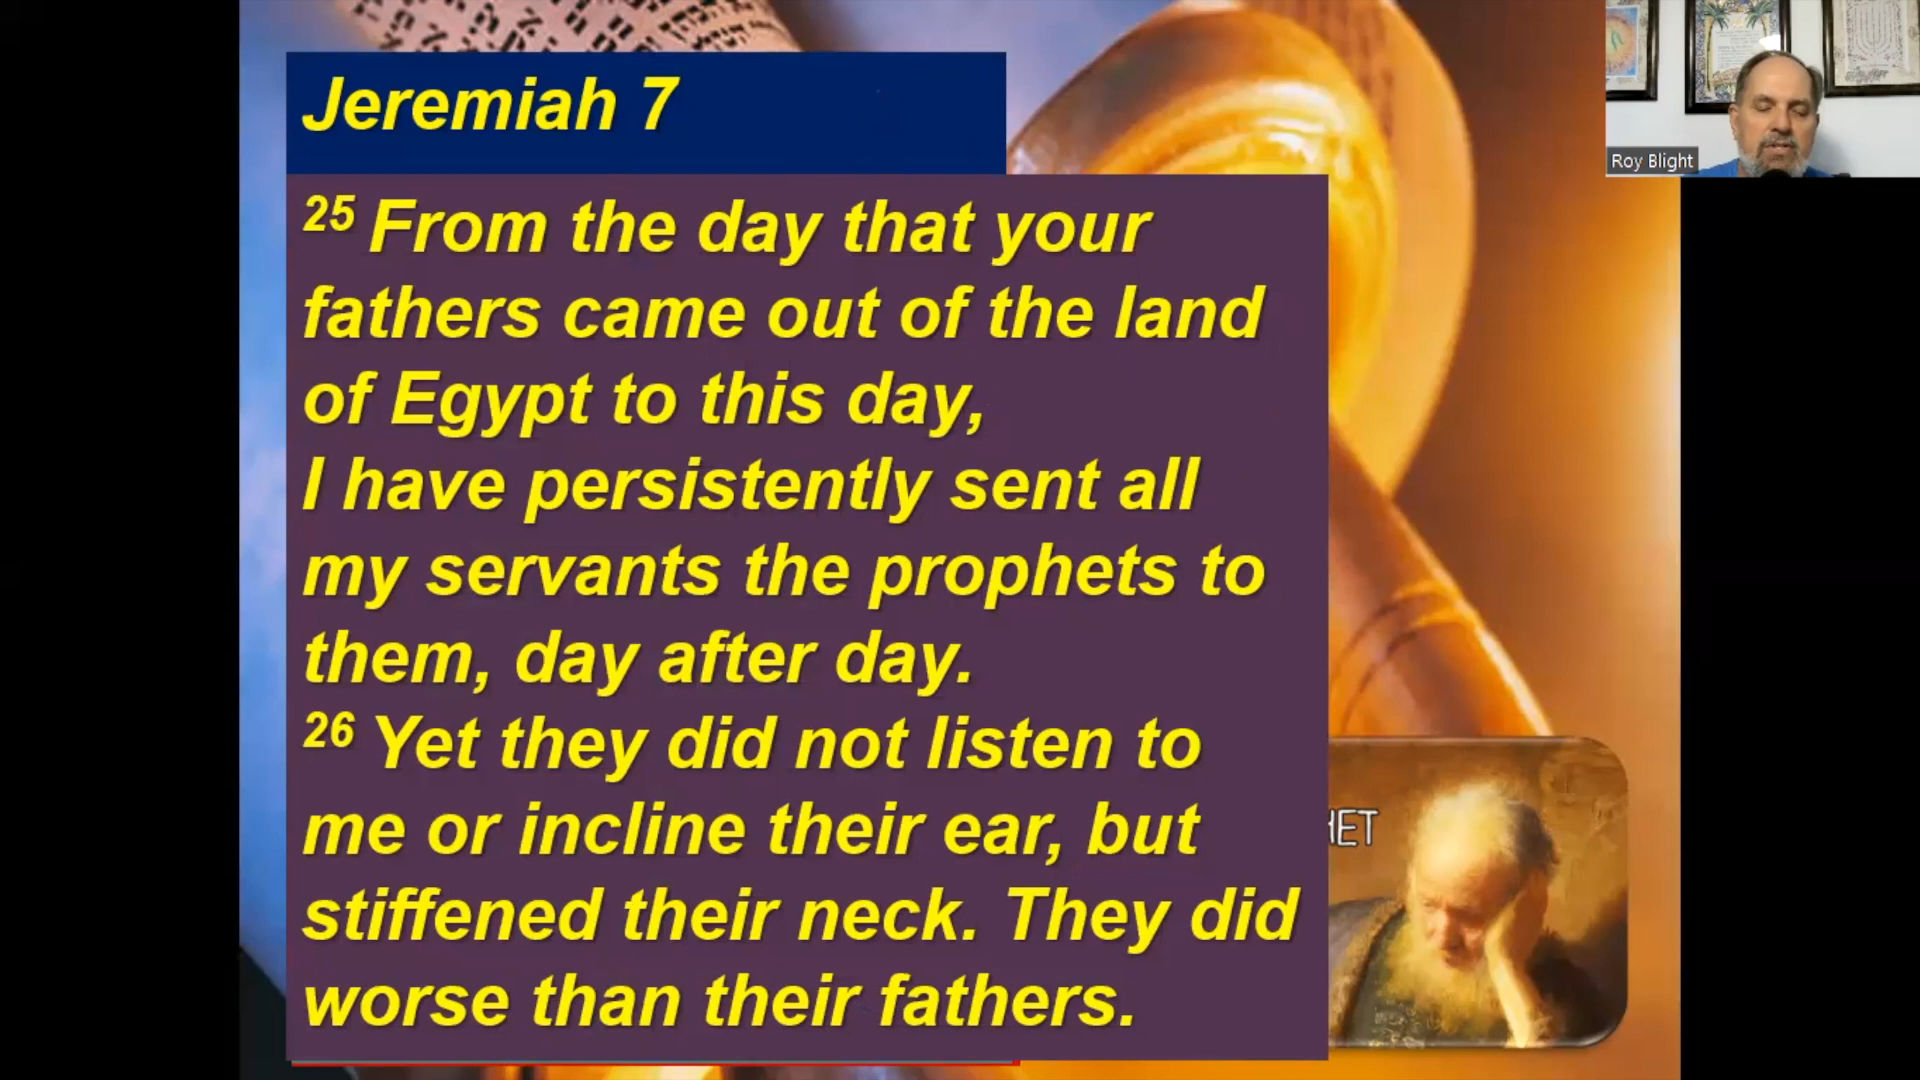 Jeremiah 7
25 From the day that your
fathers came out of the land
of Egypt to this day,
I have persistently sent all
my servants the prophets to
them, day after day.
26 Yet they did not listen to
me or incline their ear, but
stiffened their neck. They did
worse than their fathers.
HET
Roy Blight